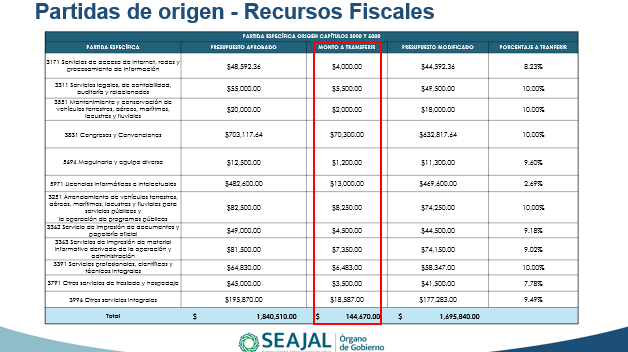 Partidas de origen - Recursos Fiscales
PARTIDA ESPECÍFICA ORIGEN CAPÍTULOS 3000 Y 5000
PARTIDA ESPECÍFICA PRESUPUESTO APROBADO MONTO A TRANSFERIR PRESUPUESTO MODIFICADO PORCENTAJE A TRANFERIR
3171 Servicios de acceso de internet, redes y
procesamiento de información
$48,592.36 $4,000.00 $44,592.36 8.23%
3311 Servicios legales, de contabilidad,
auditoría y relacionados
$55,000.00 $5,500.00 $49,500.00 10.00%
3551 Mantenimiento y conservación de
vehículos terrestres, aéreos, marítimos,
lacustres y fluviales
$20,000.00 $2,000.00 $18,000.00 10.00%
3831 Congresos y Convenciones $703,117.64 $70,300.00 $632,817.64 10.00%
5694 Maquinaria y equipo diverso $12,500.00 $1,200.00 $11,300.00 9.60%
5971 Licencias informáticas e intelectuales $482,600.00 $13,000.00 $469,600.00 2.69%
3251 Arrendamiento de vehículos terrestres,
aéreos, marítimos, lacustres y fluviales para
servicios públicos y
la operación de programas públicos
$82,500.00 $8,250.00 $74,250.00 10.00%
3362 Servicio de impresión de documentos y
papelería oficial
$49,000.00 $4,500.00 $44,500.00 9.18%
3363 Servicios de impresión de material
informativo derivado de la operación y
administración
$81,500.00 $7,350.00 $74,150.00 9.02%
3391 Servicios profesionales, científicos y
técnicos integrales
$64,830.00 $6,483.00 $58,347.00 10.00%
3791 Otros servicios de traslado y hospedaje $45,000.00 $3,500.00 $41,500.00 7.78%
3996 Otros servicios integrales $195,870.00 $18,587.00 $177,283.00 9.49%
Total $ 1,840,510.00 $ 144,670.00 $ 1,695,840.00
SEAJAL
Órgano
de Gobierno